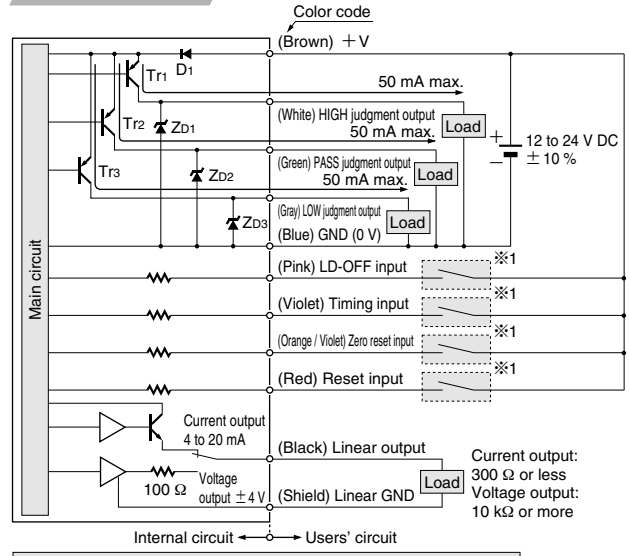 Color code
(Brown) +V
D1
Tr1
50 mA max.
(White) HIGH judgment output
Tr2
ZD1
50 mA max.
Load
+
12 to 24 V DC
± 10 %
−
(Green) PASS judgment output
Tr3
ZD2
50 mA max.
Load
(Gray) LOW judgment output
ZD3
Load
(Blue) GND (0 V)
Main circuit
(Pink) LD-OFF input
※1
(Violet) Timing input
※1
(Orange / Violet) Zero reset input
※1
(Red) Reset input
※1
Current output
4 to 20 mA
(Black) Linear output
Current output:
300 Ω or less
Voltage output:
10 kΩ or more
Load
100 Ω
Voltage
output ± 4 V
(Shield) Linear GND
Internal circuit
Users' circuit